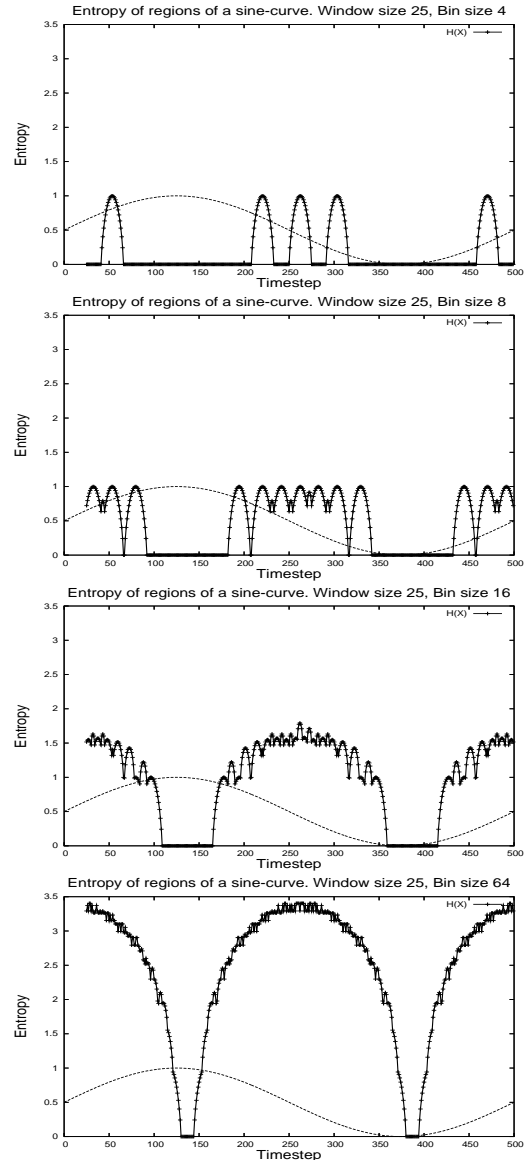 Entropy of regions of a sine-curve. Window size 25, Bin size 4
H(X)
3.5
3
2.5
2
1.5
1
0.5
0
Entropy
0 50 100 150 200 250 300 350 400 450 500
Timestep
Entropy of regions of a sine-curve. Window size 25, Bin size 8
H(X)
3.5
3
2.5
2
1.5
1
0.5
0
Entropy
0 50 100 150 200 250 300 350 400 450 500
Timestep
Entropy of regions of a sine-curve. Window size 25, Bin size 16
H(X)
3.5
3
2.5
2
1.5
1
0.5
0
Entropy
0 50 100 150 200 250 300 350 400 450 500
Timestep
Entropy of regions of a sine-curve. Window size 25, Bin size 64
H(X)
3.5
3
2.5
2
1.5
1
0.5
0
Entropy
0 50 100 150 200 250 300 350 400 450 500
Timestep